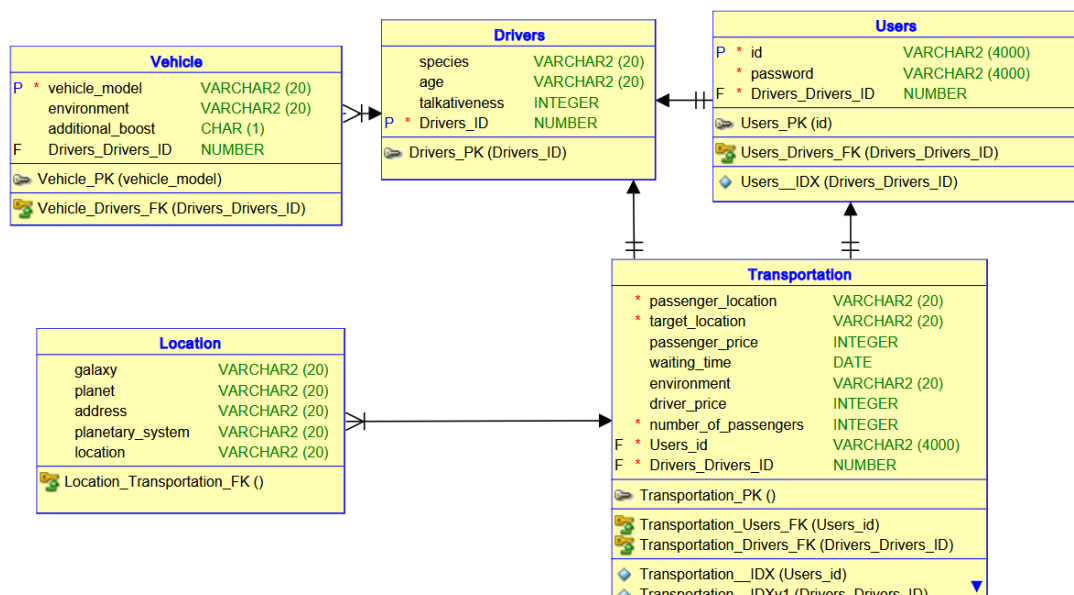 Vehicle
P * vehicle_model VARCHAR2 (20)
environment VARCHAR2 (20)
additional_boost CHAR (1)
F Drivers_Drivers_ID NUMBER
Vehicle_PK (vehicle_model)
Vehicle_Drivers_FK (Drivers_Drivers_ID)
Drivers
species VARCHAR2 (20)
age VARCHAR2 (20)
talkativeness INTEGER
P * Drivers_ID NUMBER
Drivers_PK (Drivers_ID)
Users
P * id VARCHAR2 (4000)
* password VARCHAR2 (4000)
F * Drivers_Drivers_ID NUMBER
Users_PK (id)
Users_Drivers_FK (Drivers_Drivers_ID)
Users__IDX (Drivers_Drivers_ID)
Location
galaxy VARCHAR2 (20)
planet VARCHAR2 (20)
address VARCHAR2 (20)
planetary_system VARCHAR2 (20)
location VARCHAR2 (20)
Location_Transportation_FK ()
Transportation
* passenger_location VARCHAR2 (20)
* target_location VARCHAR2 (20)
passenger_price INTEGER
waiting_time DATE
environment VARCHAR2 (20)
driver_price INTEGER
* number_of_passengers INTEGER
F * Users_id VARCHAR2 (4000)
F * Drivers_Drivers_ID NUMBER
Transportation_PK ()
Transportation_Users_FK (Users_id)
Transportation_Drivers_FK (Drivers_Drivers_ID)
Transportation__IDX (Users_id)
Transportation__IDXv1 (Drivers_Drivers_ID)